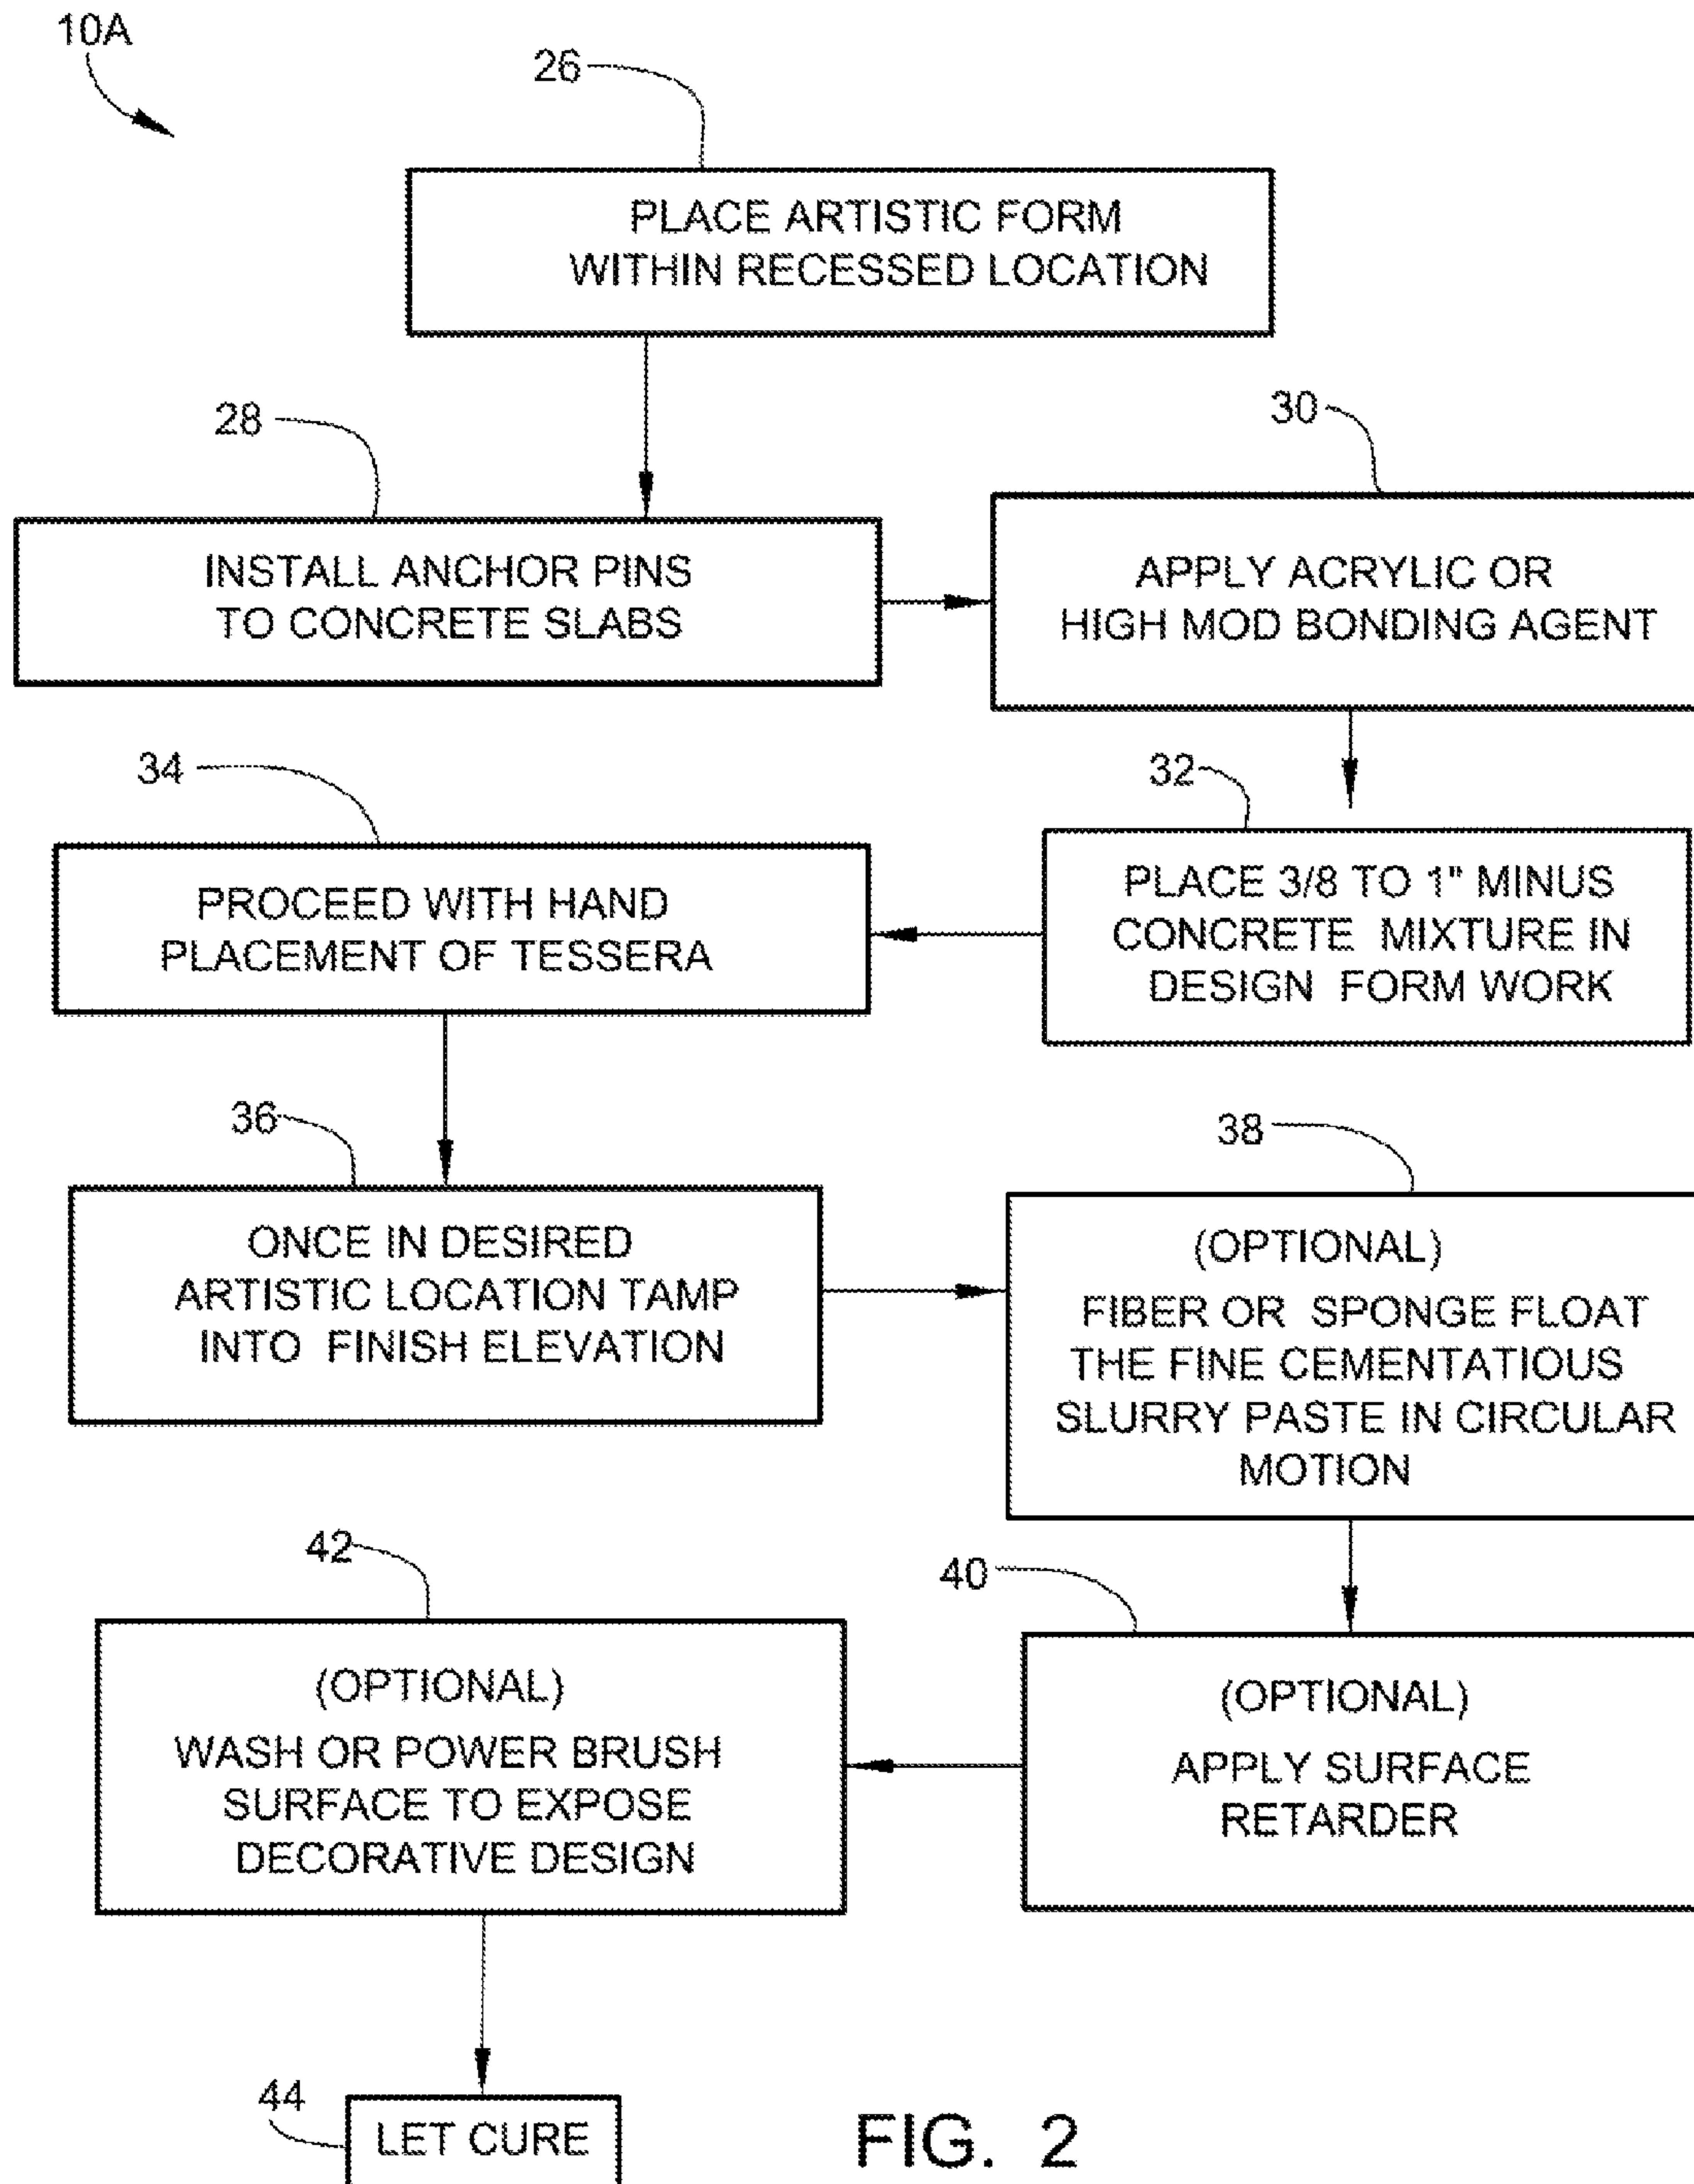 10A
26
PLACE ARTISTIC FORM
WITHIN RECESSED LOCATION
28
INSTALL ANCHOR PINS
TO CONCRETE SLABS
30
APPLY ACRYLIC OR
HIGH MOD BONDING AGENT
32
PLACE 3/8 TO 1" MINUS
CONCRETE MIXTURE IN
DESIGN FORM WORK
34
PROCEED WITH HAND
PLACEMENT OF TESSERA
36
ONCE IN DESIRED
ARTISTIC LOCATION TAMP
INTO FINISH ELEVATION
38
(OPTIONAL)
FIBER OR SPONGE FLOAT
THE FINE CEMENTATIOUS
SLURRY PASTE IN CIRCULAR
MOTION
40
(OPTIONAL)
APPLY SURFACE
RETARDER
42
(OPTIONAL)
WASH OR POWER BRUSH
SURFACE TO EXPOSE
DECORATIVE DESIGN
44
LET CURE
FIG. 2